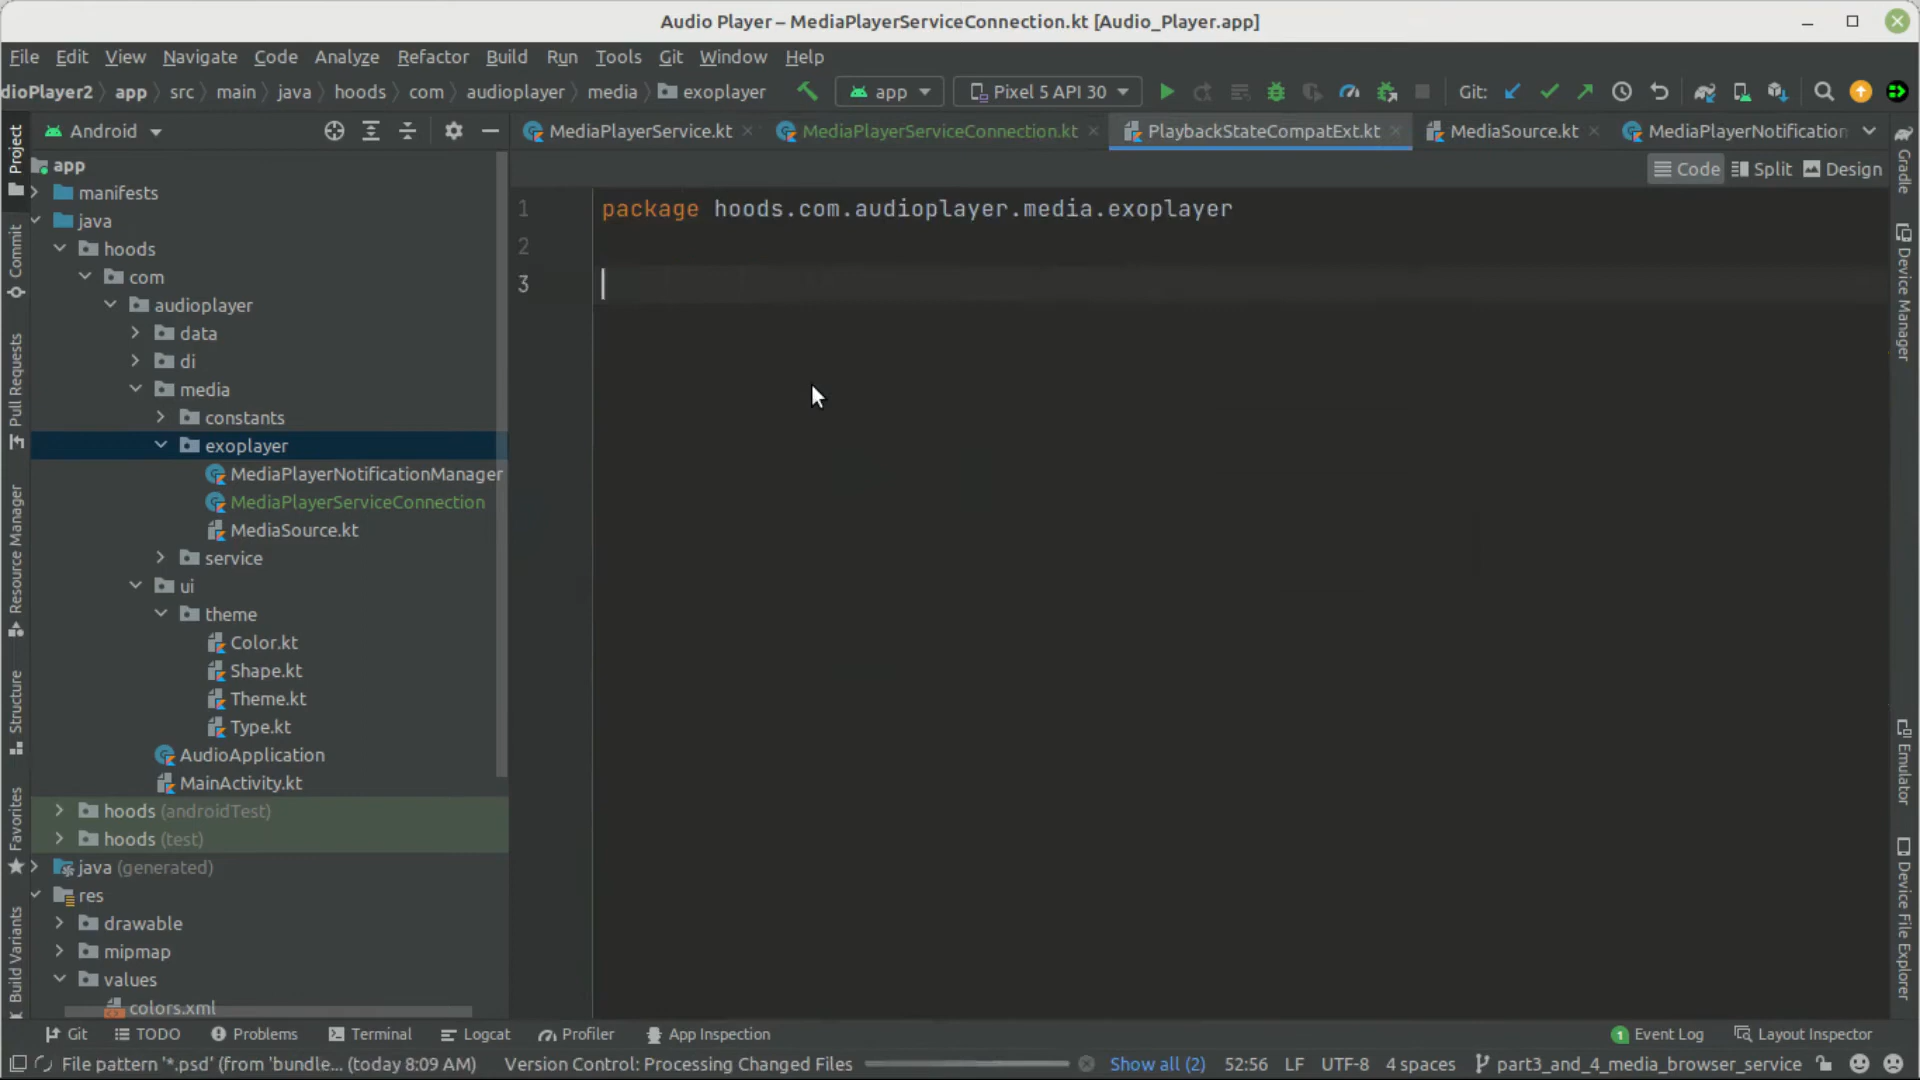 Audio Player – MediaPlayerServiceConnection.kt [Audio_Player.app]
File Edit View Navigate Code Analyze Refactor Build Run Tools Git Window Help
dioPlayer2 app src main java hoods com audioplayer media exoplayer app Pixel 5 API 30 Git:
Android MediaPlayerService.kt MediaPlayerServiceConnection.kt PlaybackStateCompatExt.kt MediaSource.kt MediaPlayerNotification
Code Split Design
app
manifests
java
hoods
com
audioplayer
data
di
media
constants
exoplayer
MediaPlayerNotificationManager
MediaPlayerServiceConnection
MediaSource.kt
service
ui
theme
Color.kt
Shape.kt
Theme.kt
Type.kt
AudioApplication
MainActivity.kt
hoods (androidTest)
hoods (test)
java (generated)
res
drawable
mipmap
values
colors.xml
1 package hoods.com.audioplayer.media.exoplayer
2
3
Project
Commit
Pull Requests
Resource Manager
Structure
Favorites
Build Variants
Gradle
Device Manager
Emulator
Device File Explorer
Git TODO Problems Terminal Logcat Profiler App Inspection 1 Event Log Layout Inspector
File pattern '*.psd' (from 'bundle... (today 8:09 AM) Version Control: Processing Changed Files Show all (2) 52:56 LF UTF-8 4 spaces part3_and_4_media_browser_service